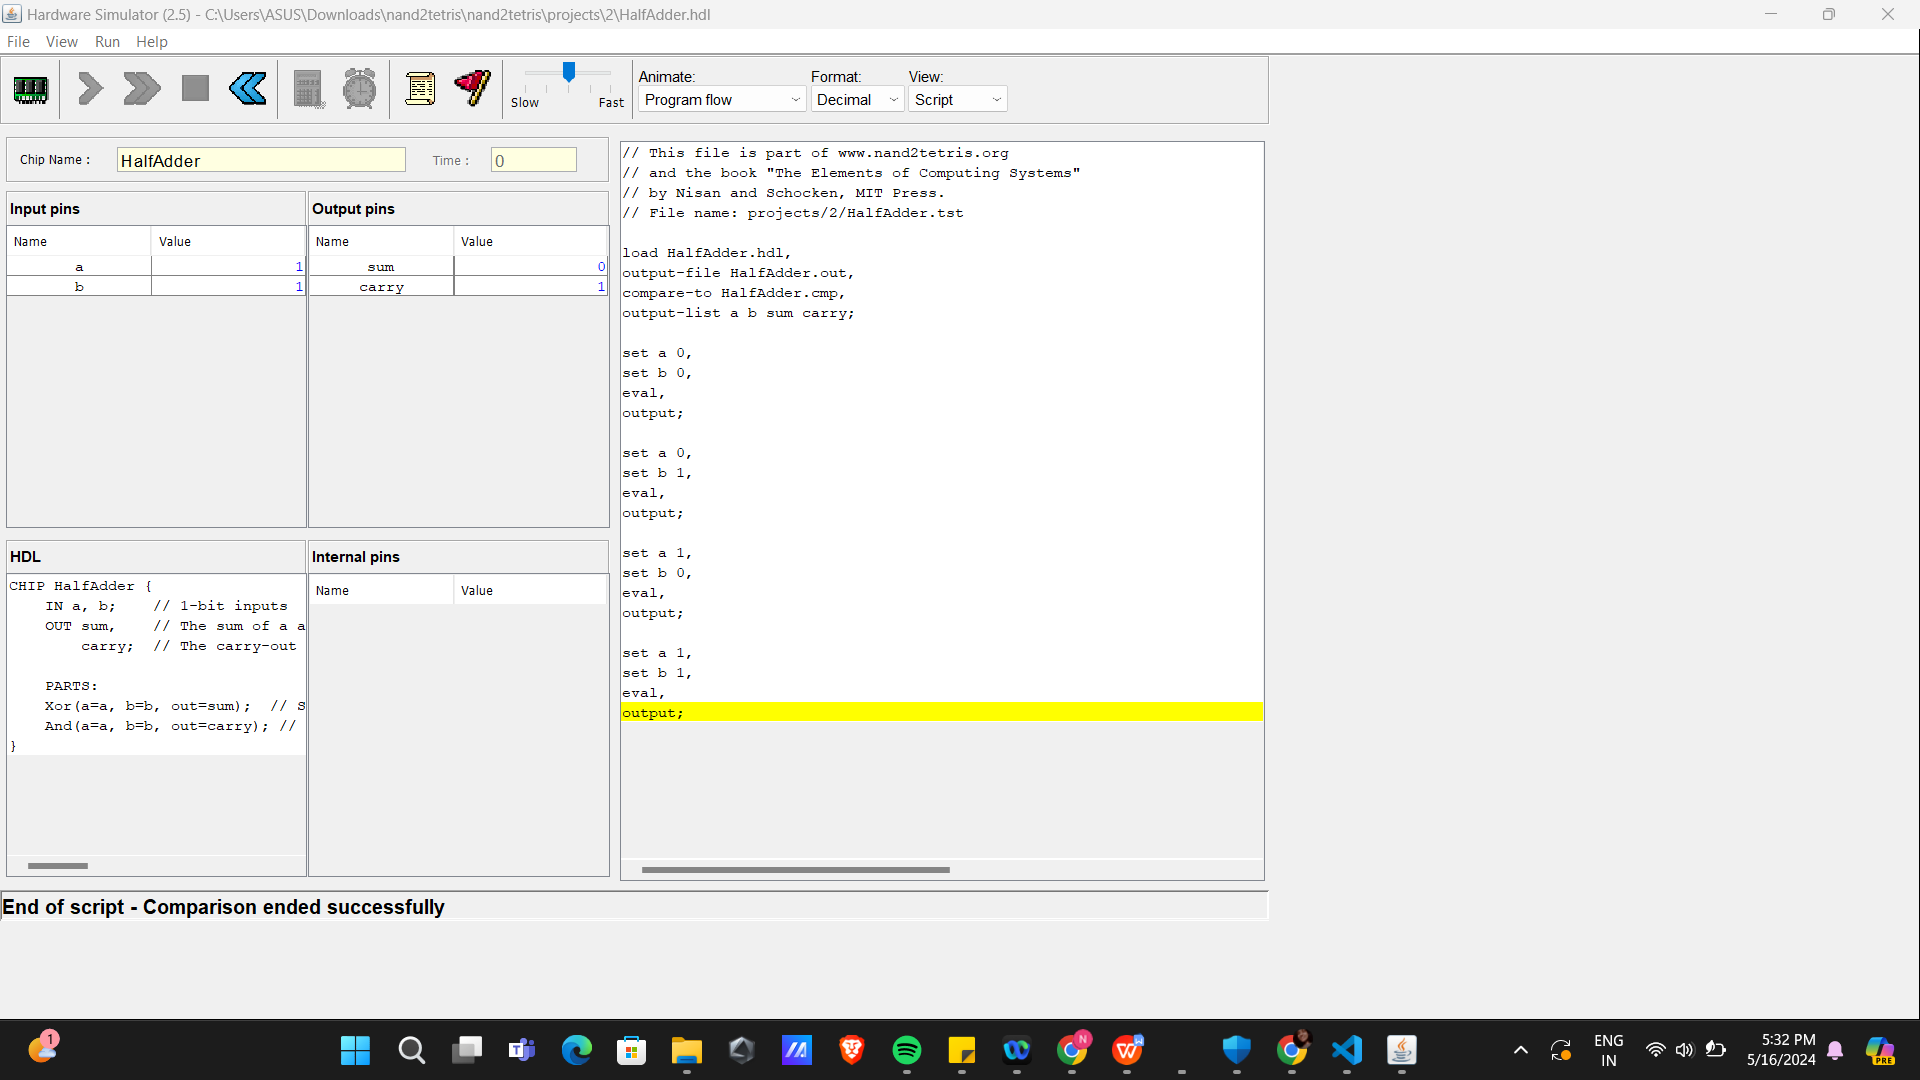 Hardware Simulator (2.5) - C:\Users\ASUS\Downloads\nand2tetris\nand2tetris\projects\2\HalfAdder.hdl
File View Run Help
Animate: Format: View:
Slow Fast Program flow Decimal Script
Chip Name : HalfAdder Time : 0
Input pins
Name Value
a 1
b 1
Output pins
Name Value
sum 0
carry 1
HDL
CHIP HalfAdder {
IN a, b; // 1-bit inputs
OUT sum, // The sum of a a
carry; // The carry-out
PARTS:
Xor(a=a, b=b, out=sum); // S
And(a=a, b=b, out=carry); //
}
Internal pins
Name Value
// This file is part of www.nand2tetris.org
// and the book "The Elements of Computing Systems"
// by Nisan and Schocken, MIT Press.
// File name: projects/2/HalfAdder.tst
load HalfAdder.hdl,
output-file HalfAdder.out,
compare-to HalfAdder.cmp,
output-list a b sum carry;
set a 0,
set b 0,
eval,
output;
set a 0,
set b 1,
eval,
output;
set a 1,
set b 0,
eval,
output;
set a 1,
set b 1,
eval,
output;
End of script - Comparison ended successfully
1
N
W
PRE
ENG
IN
5:32 PM
5/16/2024